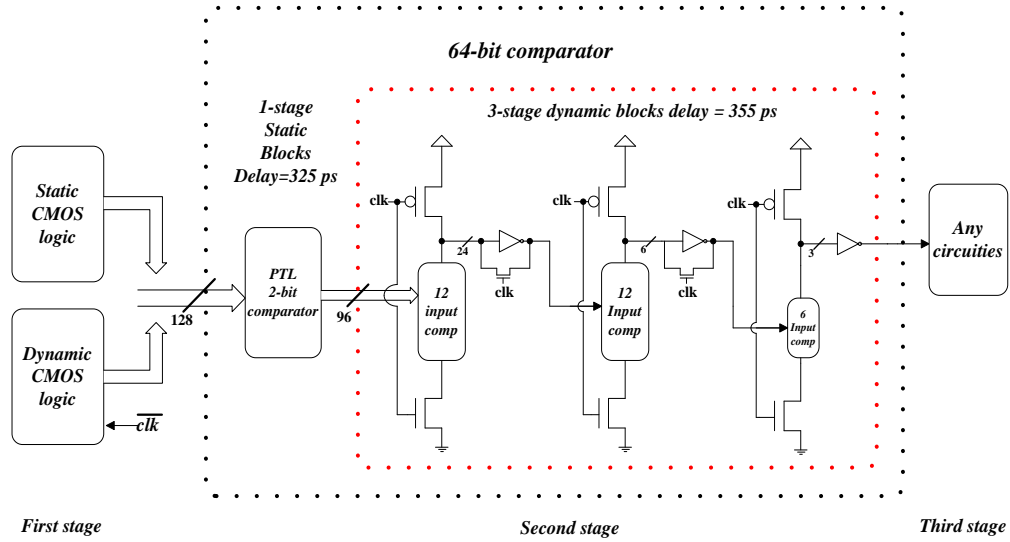 64-bit comparator
1-stage
Static
Blocks
Delay=325 ps
3-stage dynamic blocks delay = 355 ps
Static
CMOS
logic
Dynamic
CMOS
logic
clk
128
PTL
2-bit
comparator
96
clk
12
input
comp
24
clk
clk
12
Input
comp
6
clk
clk
6
Input
comp
3
Any
circuities
First stage
Second stage
Third stage